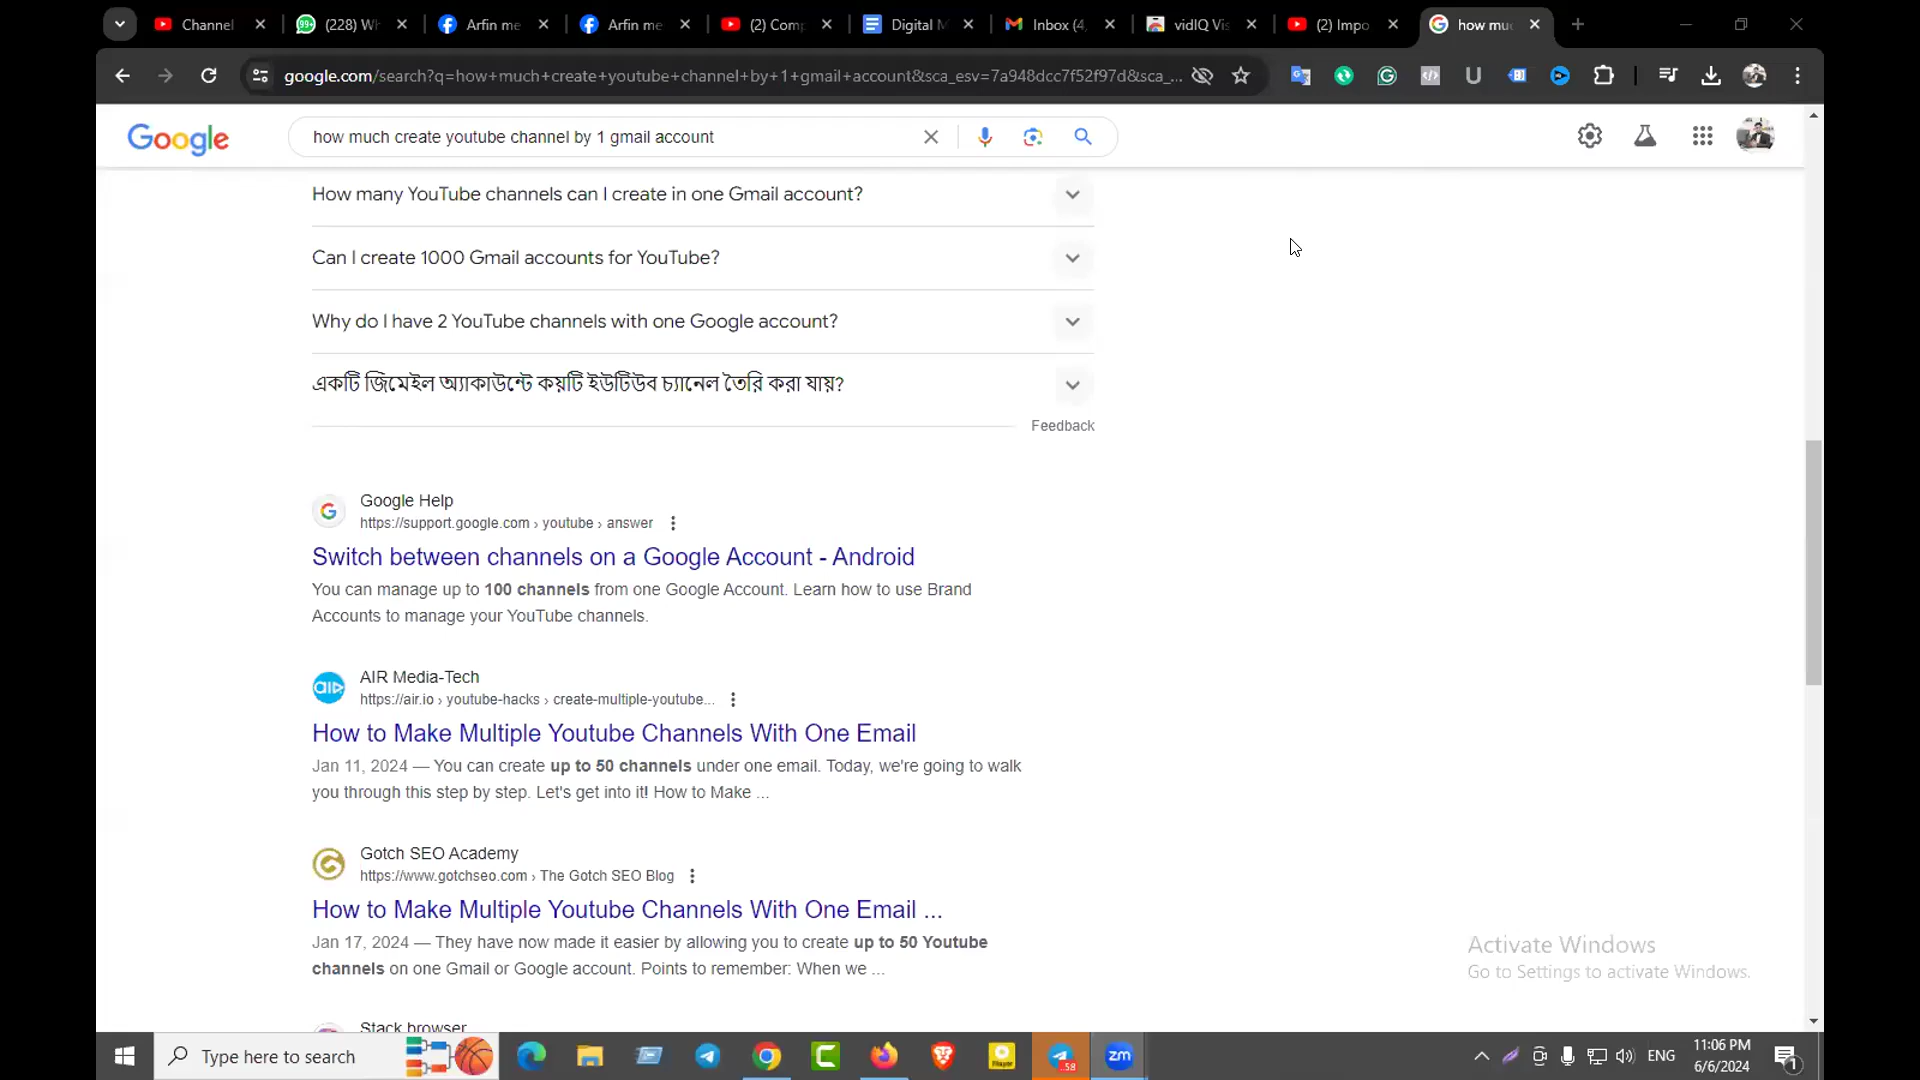 Channel
(228) Wh
Arfin me
Arfin me
(2) Comp
Digital M
Inbox (4,
vidIQ Vis
(2) Impo
how muc
google.com/search?q=how+much+create+youtube+channel+by+1+gmail+account&sca_esv=7a948dcc7f52f97d&sca_...
Google
how much create youtube channel by 1 gmail account
How many YouTube channels can I create in one Gmail account?
Can I create 1000 Gmail accounts for YouTube?
Why do I have 2 YouTube channels with one Google account?
একটি জিমেইল অ্যাকাউন্টে কয়টি ইউটিউব চ্যানেল তৈরি করা যায়?
Feedback
Google Help
https://support.google.com › youtube › answer
Switch between channels on a Google Account - Android
You can manage up to 100 channels from one Google Account. Learn how to use Brand
Accounts to manage your YouTube channels.
AIR Media-Tech
https://air.io › youtube-hacks › create-multiple-youtube...
How to Make Multiple Youtube Channels With One Email
Jan 11, 2024 — You can create up to 50 channels under one email. Today, we're going to walk
you through this step by step. Let's get into it! How to Make ...
Gotch SEO Academy
https://www.gotchseo.com › The Gotch SEO Blog
How to Make Multiple Youtube Channels With One Email ...
Jan 17, 2024 — They have now made it easier by allowing you to create up to 50 Youtube
channels on one Gmail or Google account. Points to remember: When we ...
Stack browser
Activate Windows
Go to Settings to activate Windows.
Type here to search
58
zm
ENG
11:06 PM
6/6/2024
1